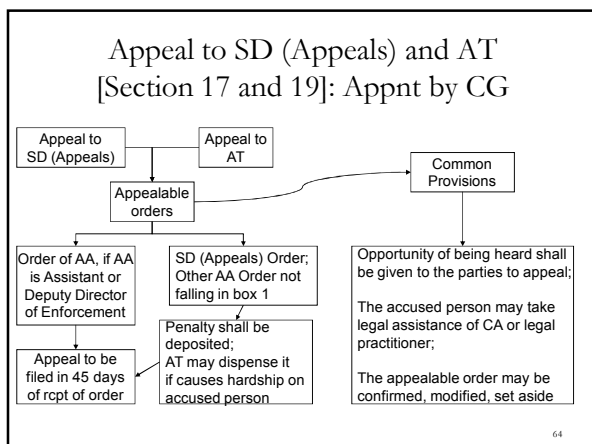 Appeal to SD (Appeals) and AT
[Section 17 and 19]: Appnt by CG
Appeal to
SD (Appeals)
Appeal to
AT
Common
Provisions
Appealable
orders
Order of AA, if AA
is Assistant or
Deputy Director
of Enforcement
SD (Appeals) Order;
Other AA Order not
falling in box 1
Penalty shall be
deposited;
AT may dispense it
if causes hardship on
accused person
Appeal to be
filed in 45 days
of rcpt of order
Opportunity of being heard shall
be given to the parties to appeal;
The accused person may take
legal assistance of CA or legal
practitioner;
The appealable order may be
confirmed, modified, set aside
64